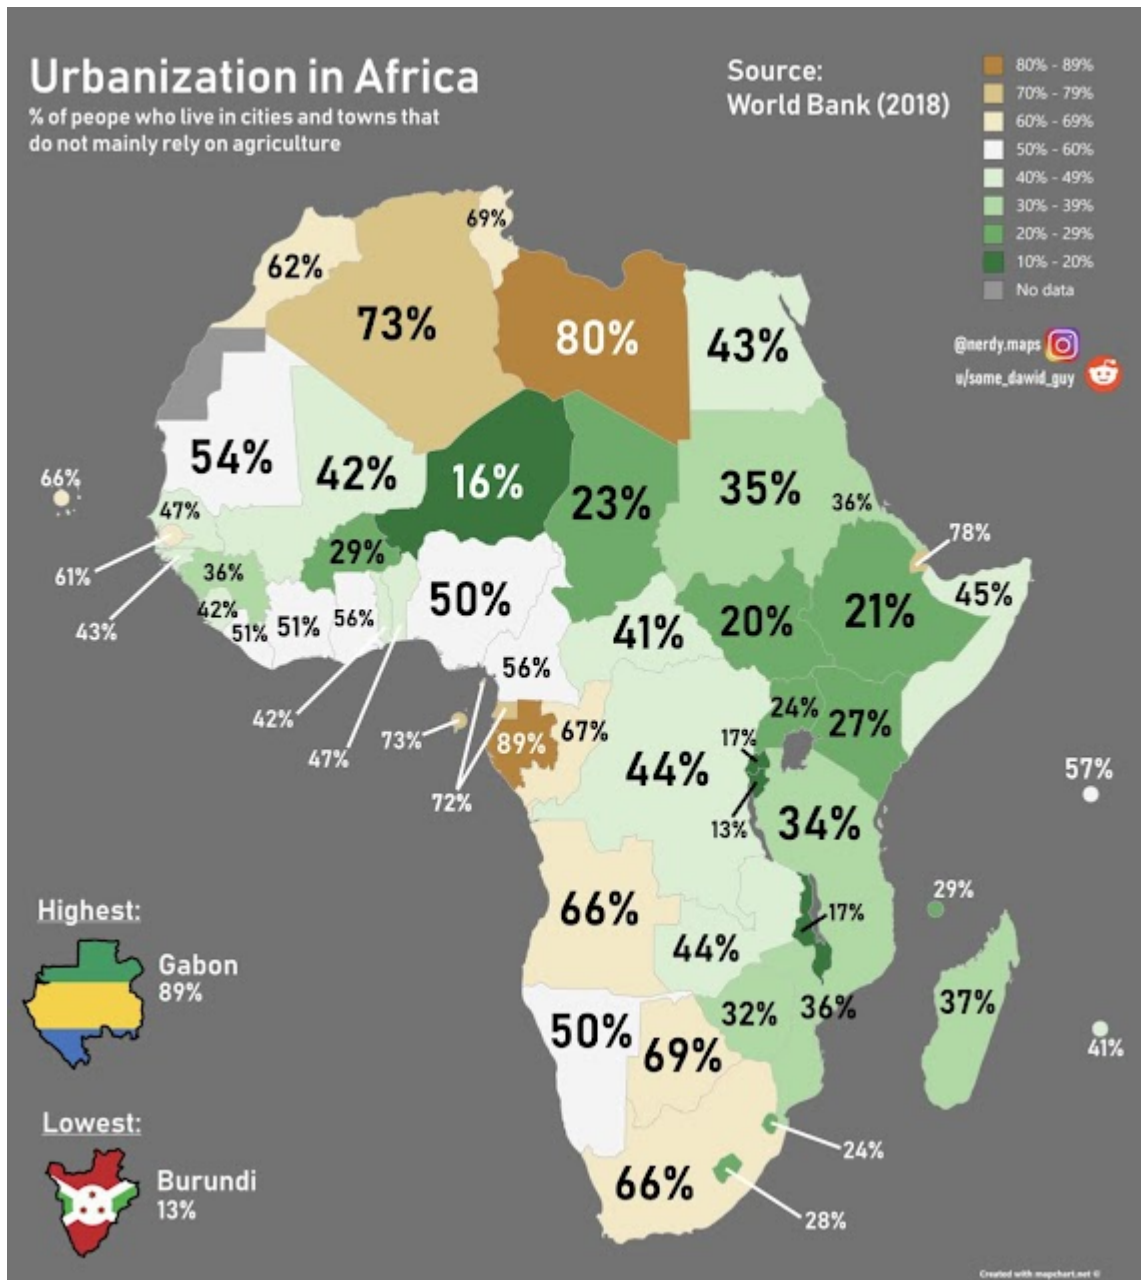 Urbanization in Africa
% of peope who live in cities and towns that
do not mainly rely on agriculture
Source:
World Bank (2018)
80% - 89%
70% - 79%
60% - 69%
50% - 60%
40% - 49%
30% - 39%
20% - 29%
10% - 20%
No data
@nerdy.maps
u/some_dawid_guy
69%
62%
73%
80%
43%
54%
42%
16%
23%
35%
36%
66%
47%
78%
61%
29%
45%
36%
43%
42%
51%
51%
56%
50%
41%
20%
21%
56%
42%
47%
73%
89%
67%
24%
27%
17%
44%
72%
13%
34%
57%
29%
66%
17%
44%
37%
32%
36%
50%
69%
41%
24%
66%
28%
Highest:
Gabon
89%
Lowest:
Burundi
13%
Created with mapchart.net ©